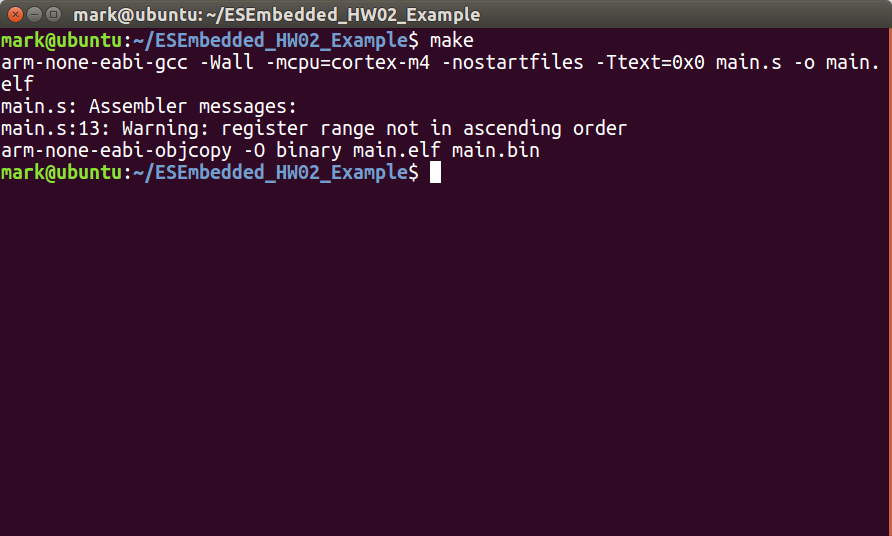 mark@ubuntu: ~/ESEmbedded_HW02_Example
mark@ubuntu:~/ESEmbedded_HW02_Example$ make
arm-none-eabi-gcc -Wall -mcpu=cortex-m4 -nostartfiles -Ttext=0x0 main.s -o main.
elf
main.s: Assembler messages:
main.s:13: Warning: register range not in ascending order
arm-none-eabi-objcopy -O binary main.elf main.bin
mark@ubuntu:~/ESEmbedded_HW02_Example$